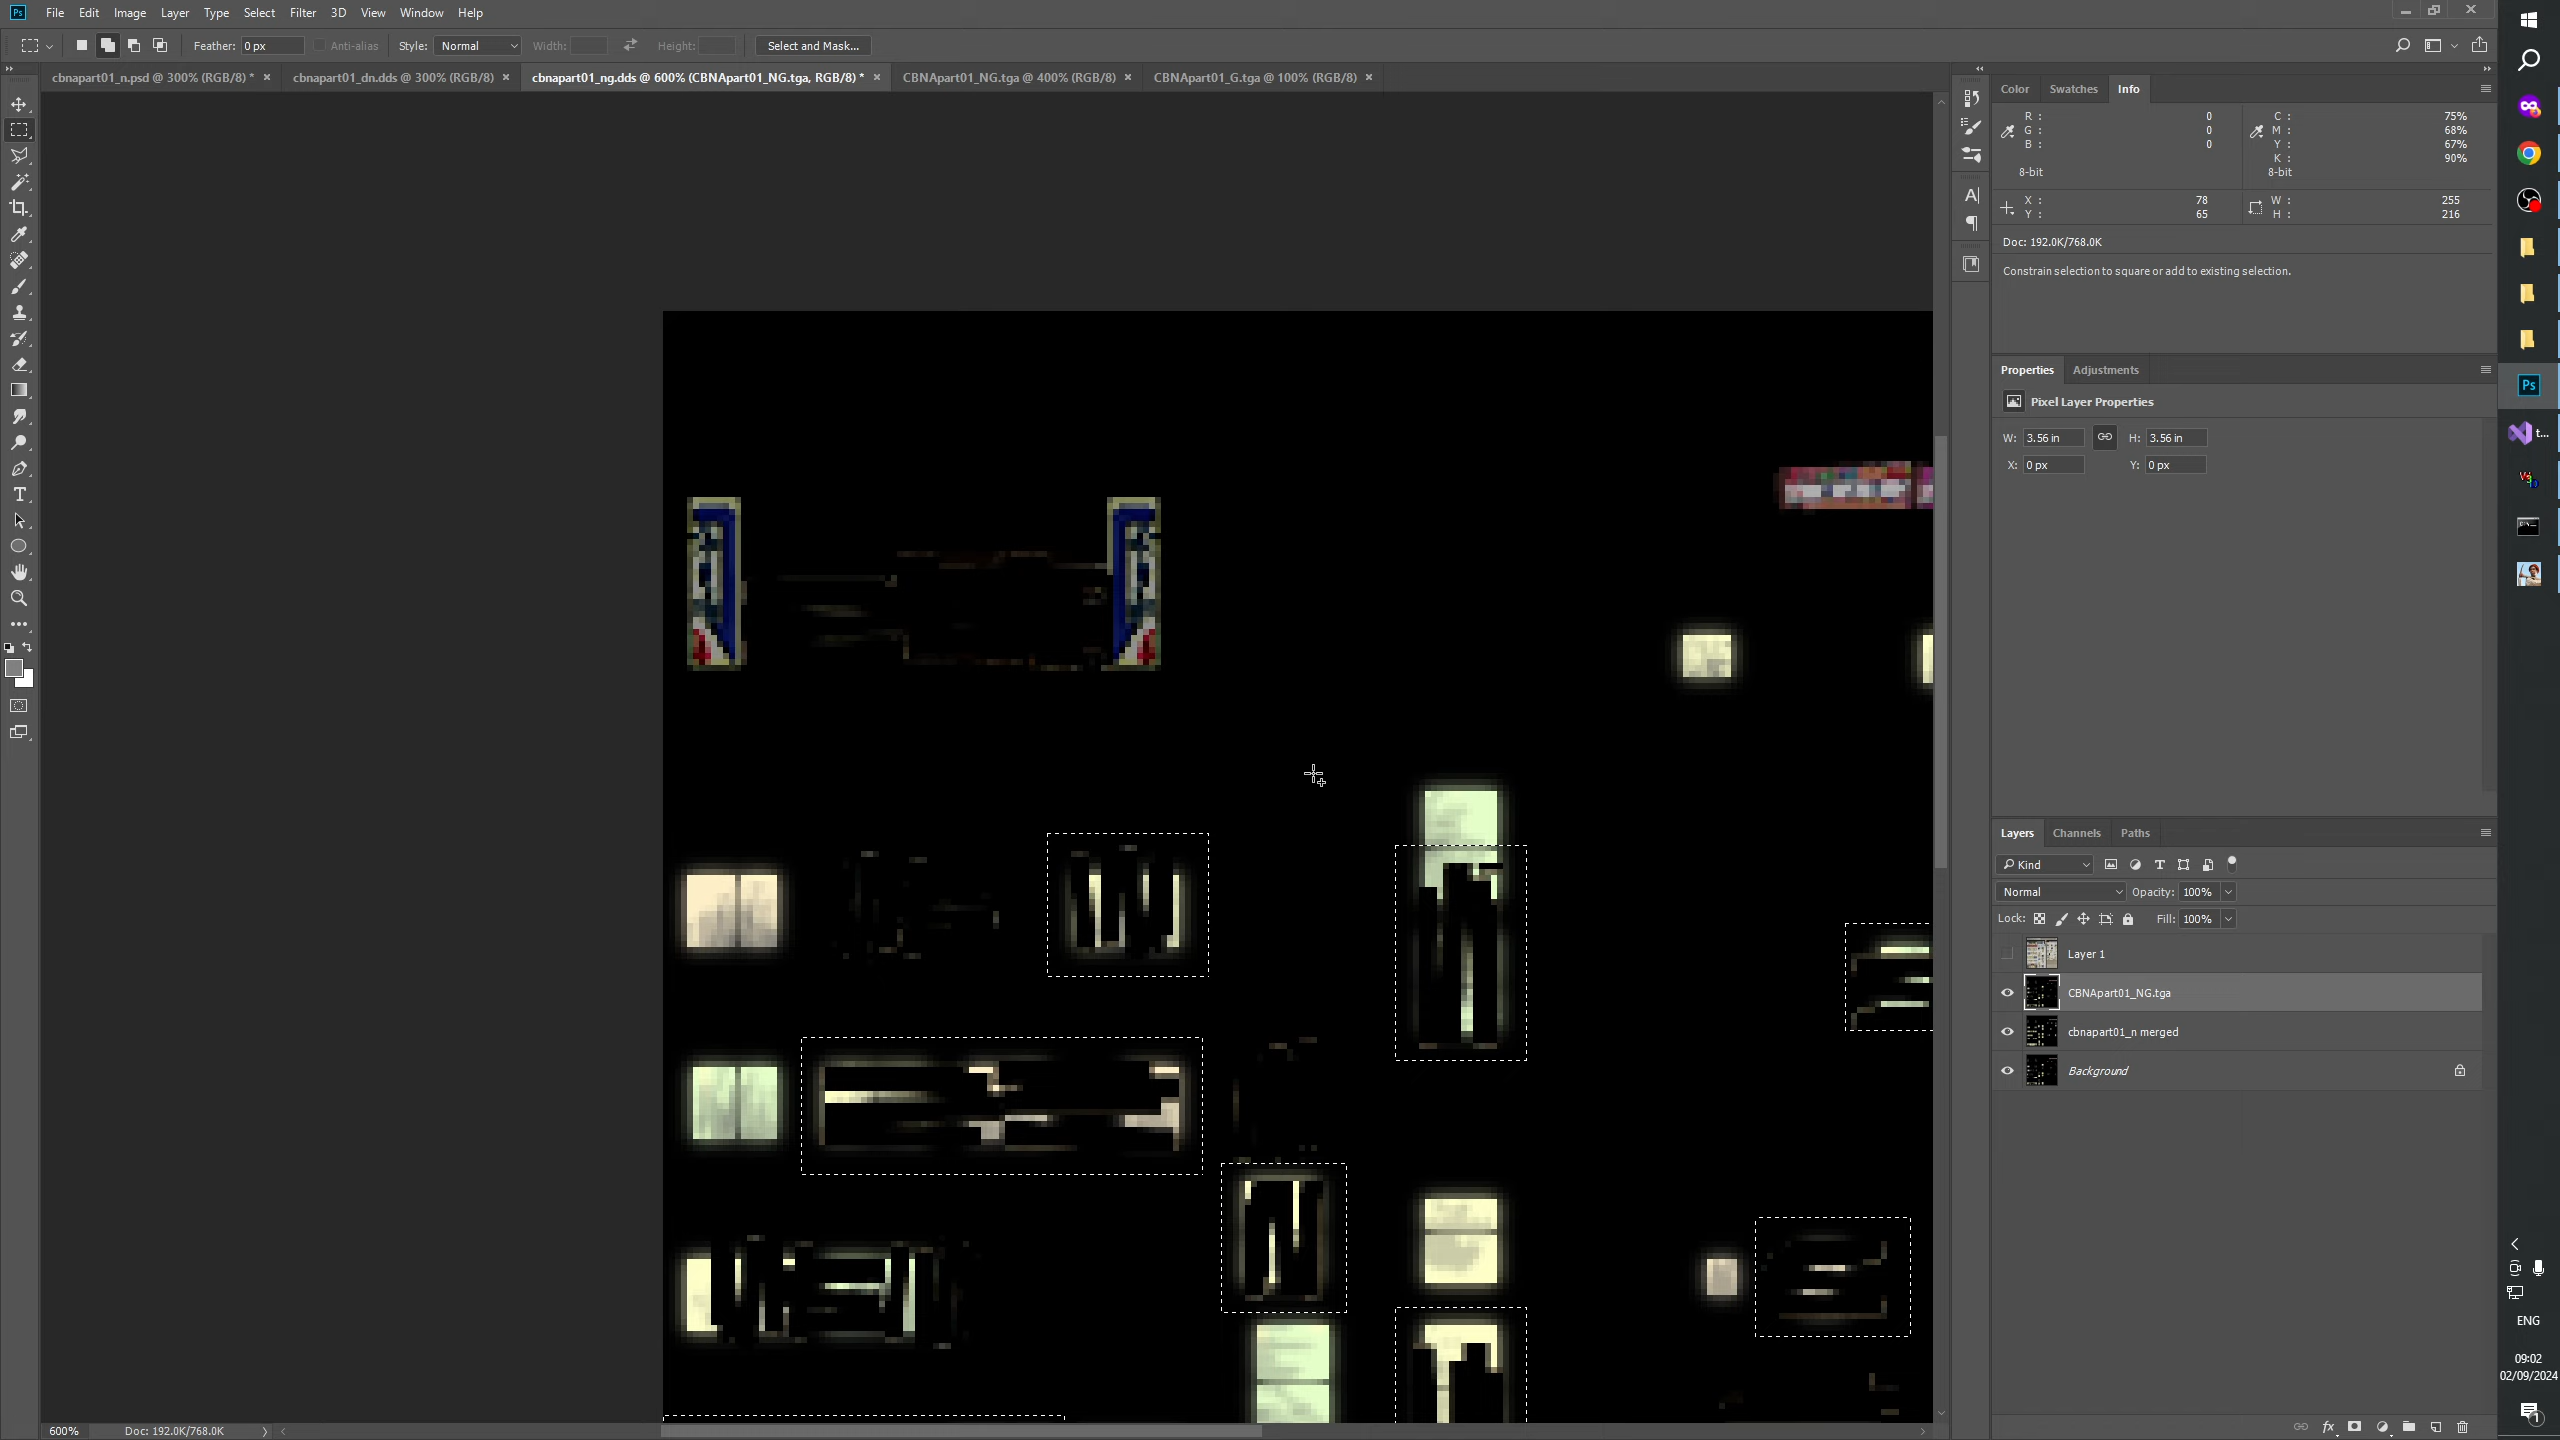 Ps File Edit Image Layer Type Select Filter 3D View Window Help
Feather: 0 px Anti-alias Style: Normal Width: Height: Select and Mask...
cbnapart01_n.psd @ 300% (RGB/8) * cbnapart01_dn.dds @ 300% (RGB/8) cbnapart01_ng.dds @ 600% (CBNApart01_NG.tga, RGB/8) * CBNApart01_NG.tga @ 400% (RGB/8) CBNApart01_G.tga @ 100% (RGB/8)
Color Swatches Info
R : 0 C : 75%
G : 0 M : 68%
B : 0 Y : 67%
K : 90%
8-bit 8-bit
X : 78 W : 255
Y : 65 H : 216
Doc: 192.0K/768.0K
Constrain selection to square or add to existing selection.
Properties Adjustments
Pixel Layer Properties
W: 3.56 in H: 3.56 in
X: 0 px Y: 0 px
Layers Channels Paths
Kind
Normal Opacity: 100%
Lock: Fill: 100%
Layer 1
CBNApart01_NG.tga
cbnapart01_n merged
Background
fx
600% Doc: 192.0K/768.0K
Ps
t...
ENG
09:02
02/09/2024
1